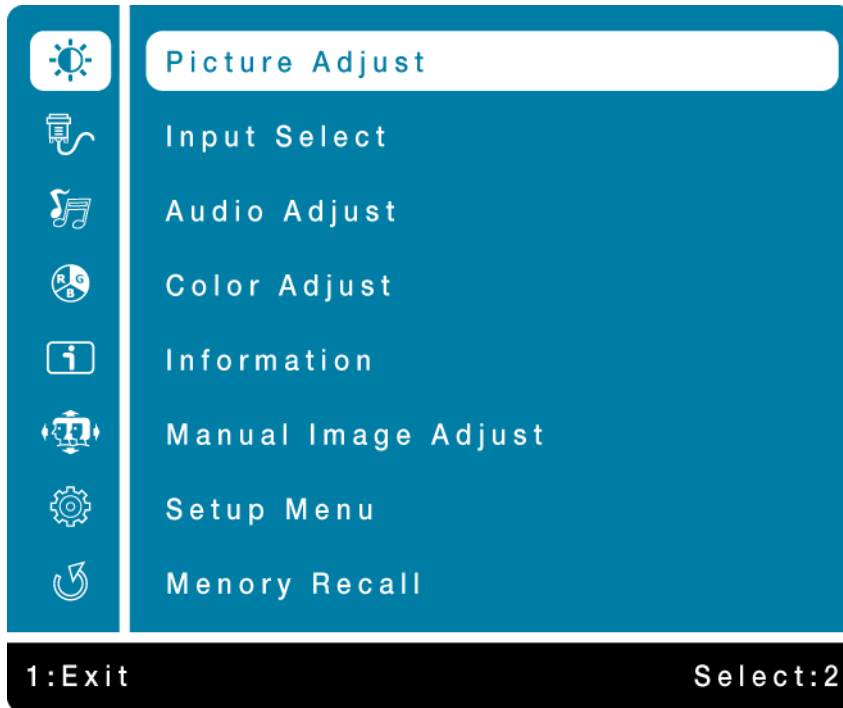 Picture Adjust
Input Select
Audio Adjust
R G B
Color Adjust
i Information
Manual Image Adjust
Setup Menu
Menory Recall
1:Exit Select:2